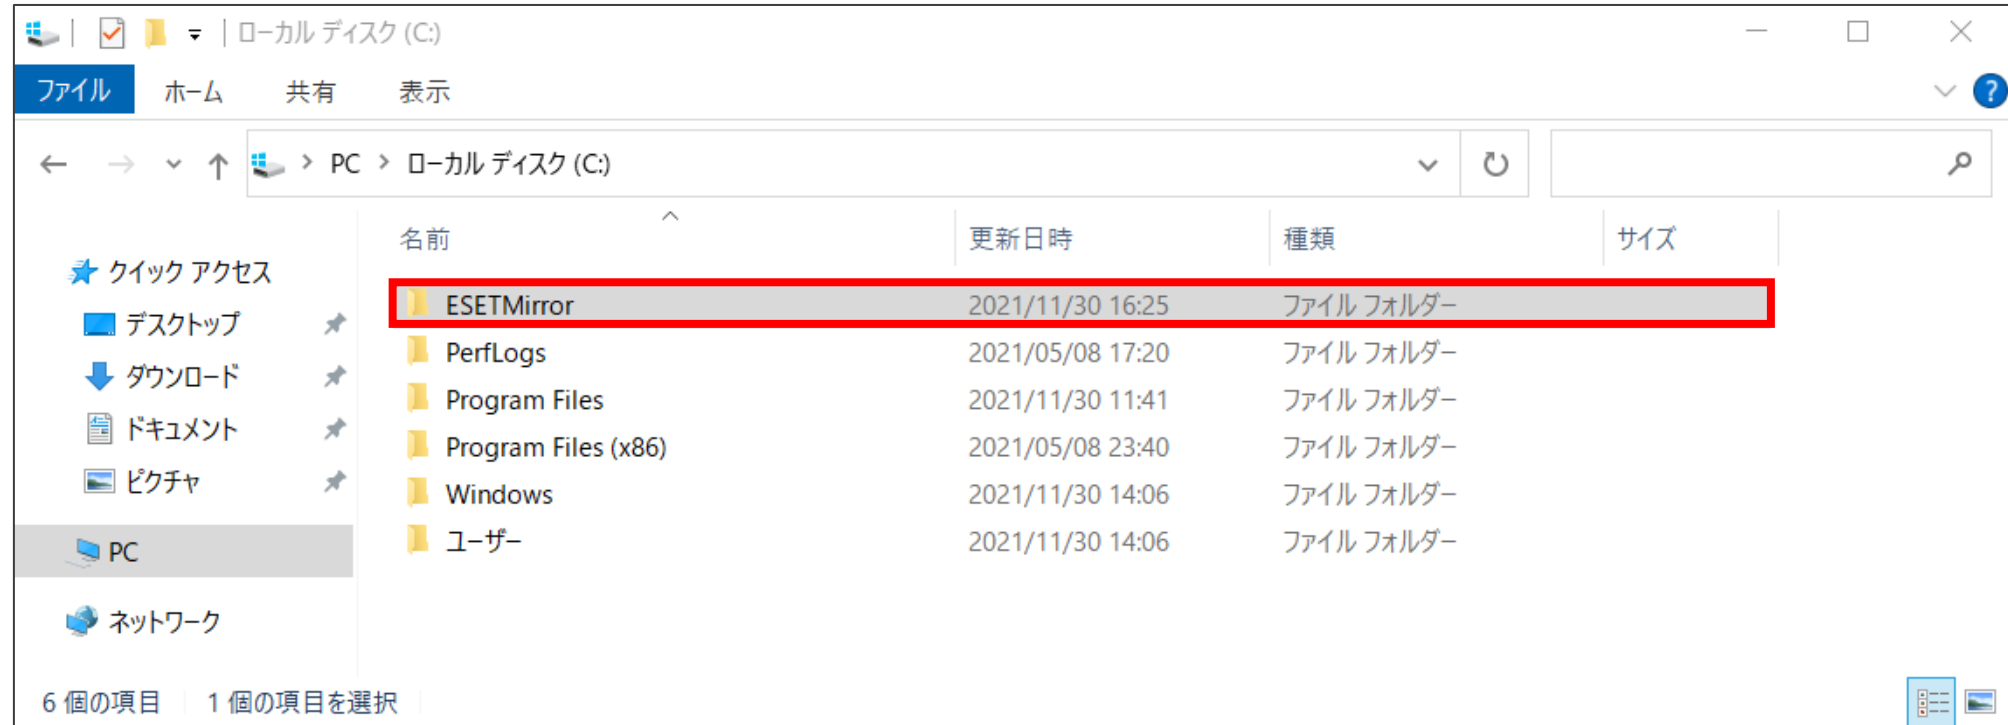 ローカル ディスク (C:)
ファイル ホーム 共有 表示 ?
PC ローカル ディスク (C:)
名前 更新日時 種類 サイズ
クイック アクセス
デスクトップ
ダウンロード
ドキュメント
ピクチャ
PC
ネットワーク
ESETMirror 2021/11/30 16:25 ファイル フォルダー
PerfLogs 2021/05/08 17:20 ファイル フォルダー
Program Files 2021/11/30 11:41 ファイル フォルダー
Program Files (x86) 2021/05/08 23:40 ファイル フォルダー
Windows 2021/11/30 14:06 ファイル フォルダー
ユーザー 2021/11/30 14:06 ファイル フォルダー
6 個の項目 1 個の項目を選択